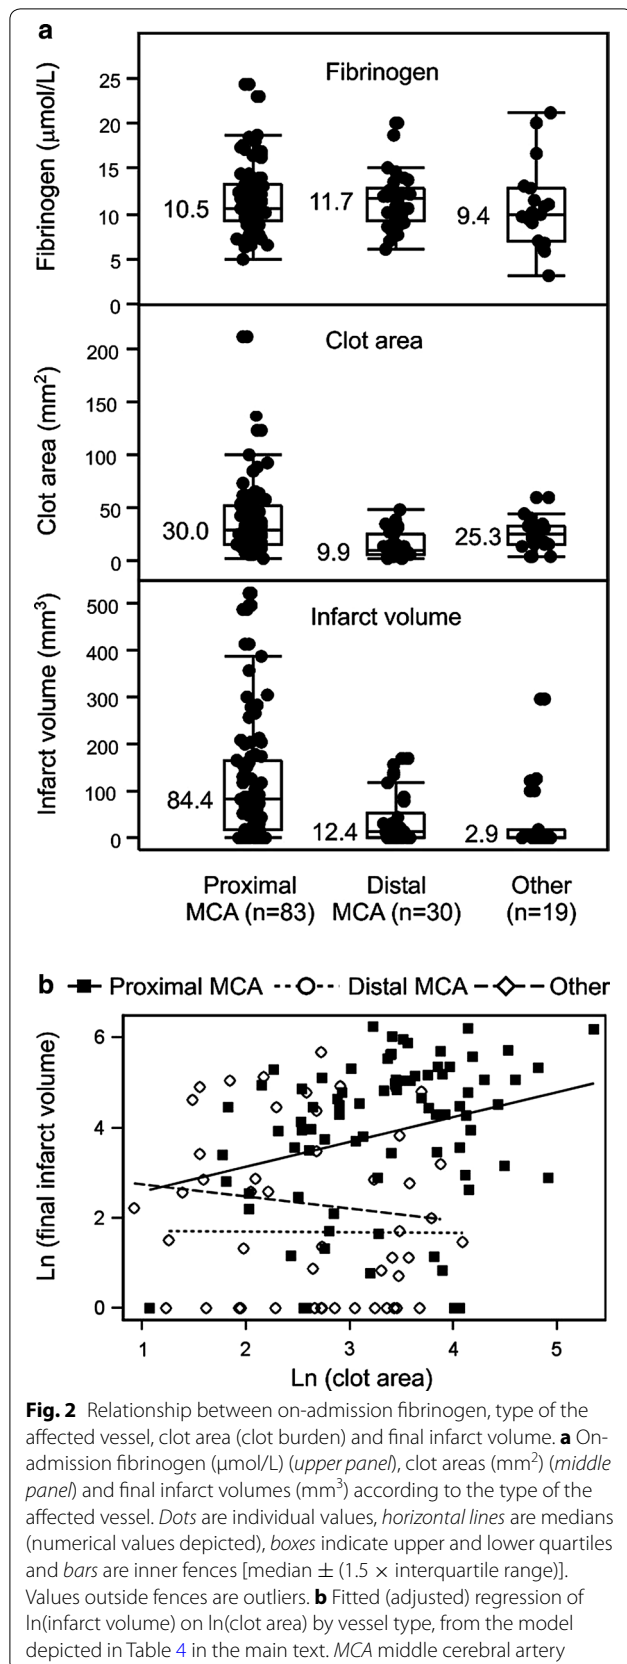 a
Fibrinogen
Fibrinogen (μmol/L)
25
20
15
10
5
0
10.5
11.7
9.4
Clot area
Clot area (mm²)
200
150
100
50
0
30.0
9.9
25.3
Infarct volume
Infarct volume (mm³)
500
400
300
200
100
0
84.4
12.4
2.9
Proximal Distal Other
MCA (n=83) MCA (n=30) (n=19)
b Proximal MCA Distal MCA Other
Ln (final infarct volume)
6
4
2
0
1 2 3 4 5
Ln (clot area)
Fig. 2 Relationship between on-admission fibrinogen, type of the
affected vessel, clot area (clot burden) and final infarct volume. a On-
admission fibrinogen (μmol/L) (upper panel), clot areas (mm²) (middle
panel) and final infarct volumes (mm³) according to the type of the
affected vessel. Dots are individual values, horizontal lines are medians
(numerical values depicted), boxes indicate upper and lower quartiles
and bars are inner fences [median ± (1.5 × interquartile range)].
Values outside fences are outliers. b Fitted (adjusted) regression of
ln(infarct volume) on ln(clot area) by vessel type, from the model
depicted in Table 4 in the main text. MCA middle cerebral artery